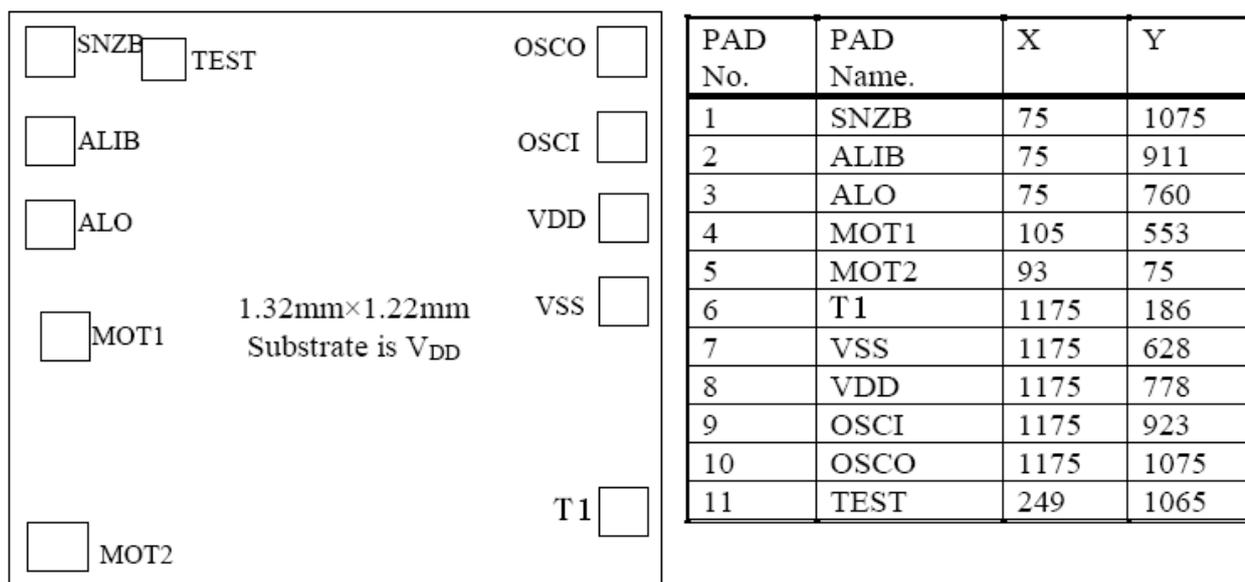 SNZB
TEST
OSCO
ALIB
OSCI
ALO
VDD
1.32mm×1.22mm
VSS
MOT1
Substrate is VDD
T1
MOT2
PAD No. PAD Name. X Y
1 SNZB 75 1075
2 ALIB 75 911
3 ALO 75 760
4 MOT1 105 553
5 MOT2 93 75
6 T1 1175 186
7 VSS 1175 628
8 VDD 1175 778
9 OSCI 1175 923
10 OSCO 1175 1075
11 TEST 249 1065